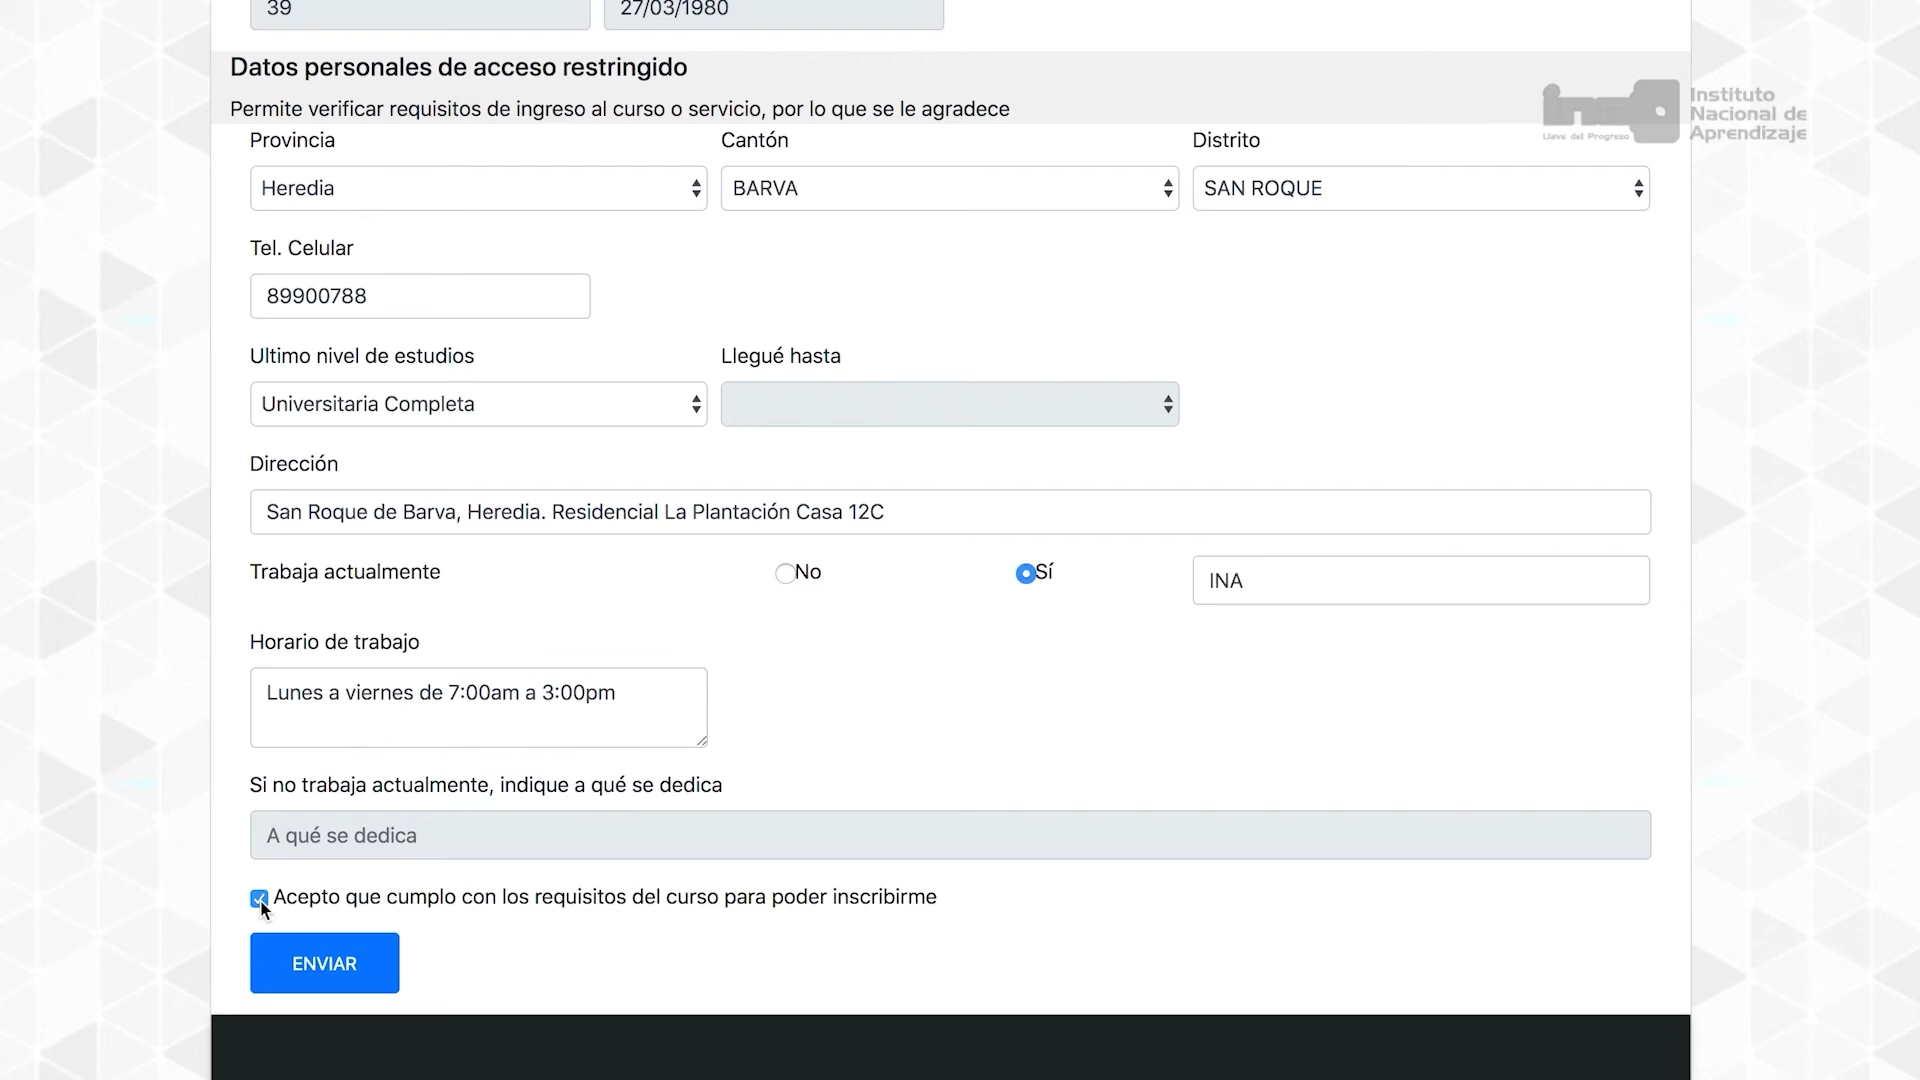 39
27/03/1980
Datos personales de acceso restringido
Permite verificar requisitos de ingreso al curso o servicio, por lo que se le agradece
ina
Llave del Progreso
Instituto
Nacional de
Aprendizaje
Provincia
Cantón
Distrito
Heredia
BARVA
SAN ROQUE
Tel. Celular
89900788
Ultimo nivel de estudios
Llegué hasta
Universitaria Completa
Dirección
San Roque de Barva, Heredia. Residencial La Plantación Casa 12C
Trabaja actualmente
No
Sí
INA
Horario de trabajo
Lunes a viernes de 7:00am a 3:00pm
Si no trabaja actualmente, indique a qué se dedica
A qué se dedica
Acepto que cumplo con los requisitos del curso para poder inscribirme
ENVIAR